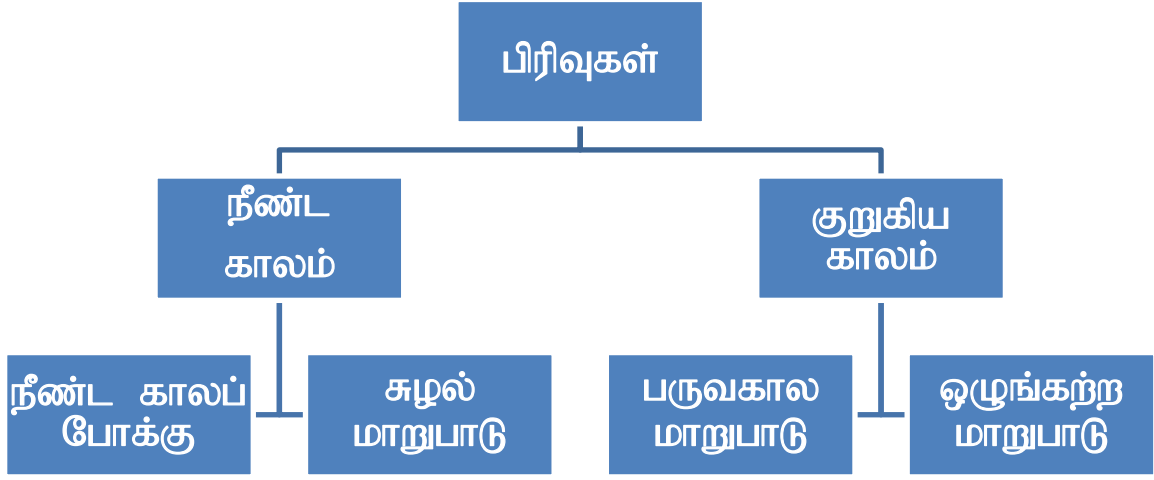 பிரிவுகள்
நீண்ட
காலம்
குறுகிய
காலம்
நீண்ட காலப்
போக்கு
சுழல்
மாறுபாடு
பருவகால
மாறுபாடு
ஒழுங்கற்ற
மாறுபாடு